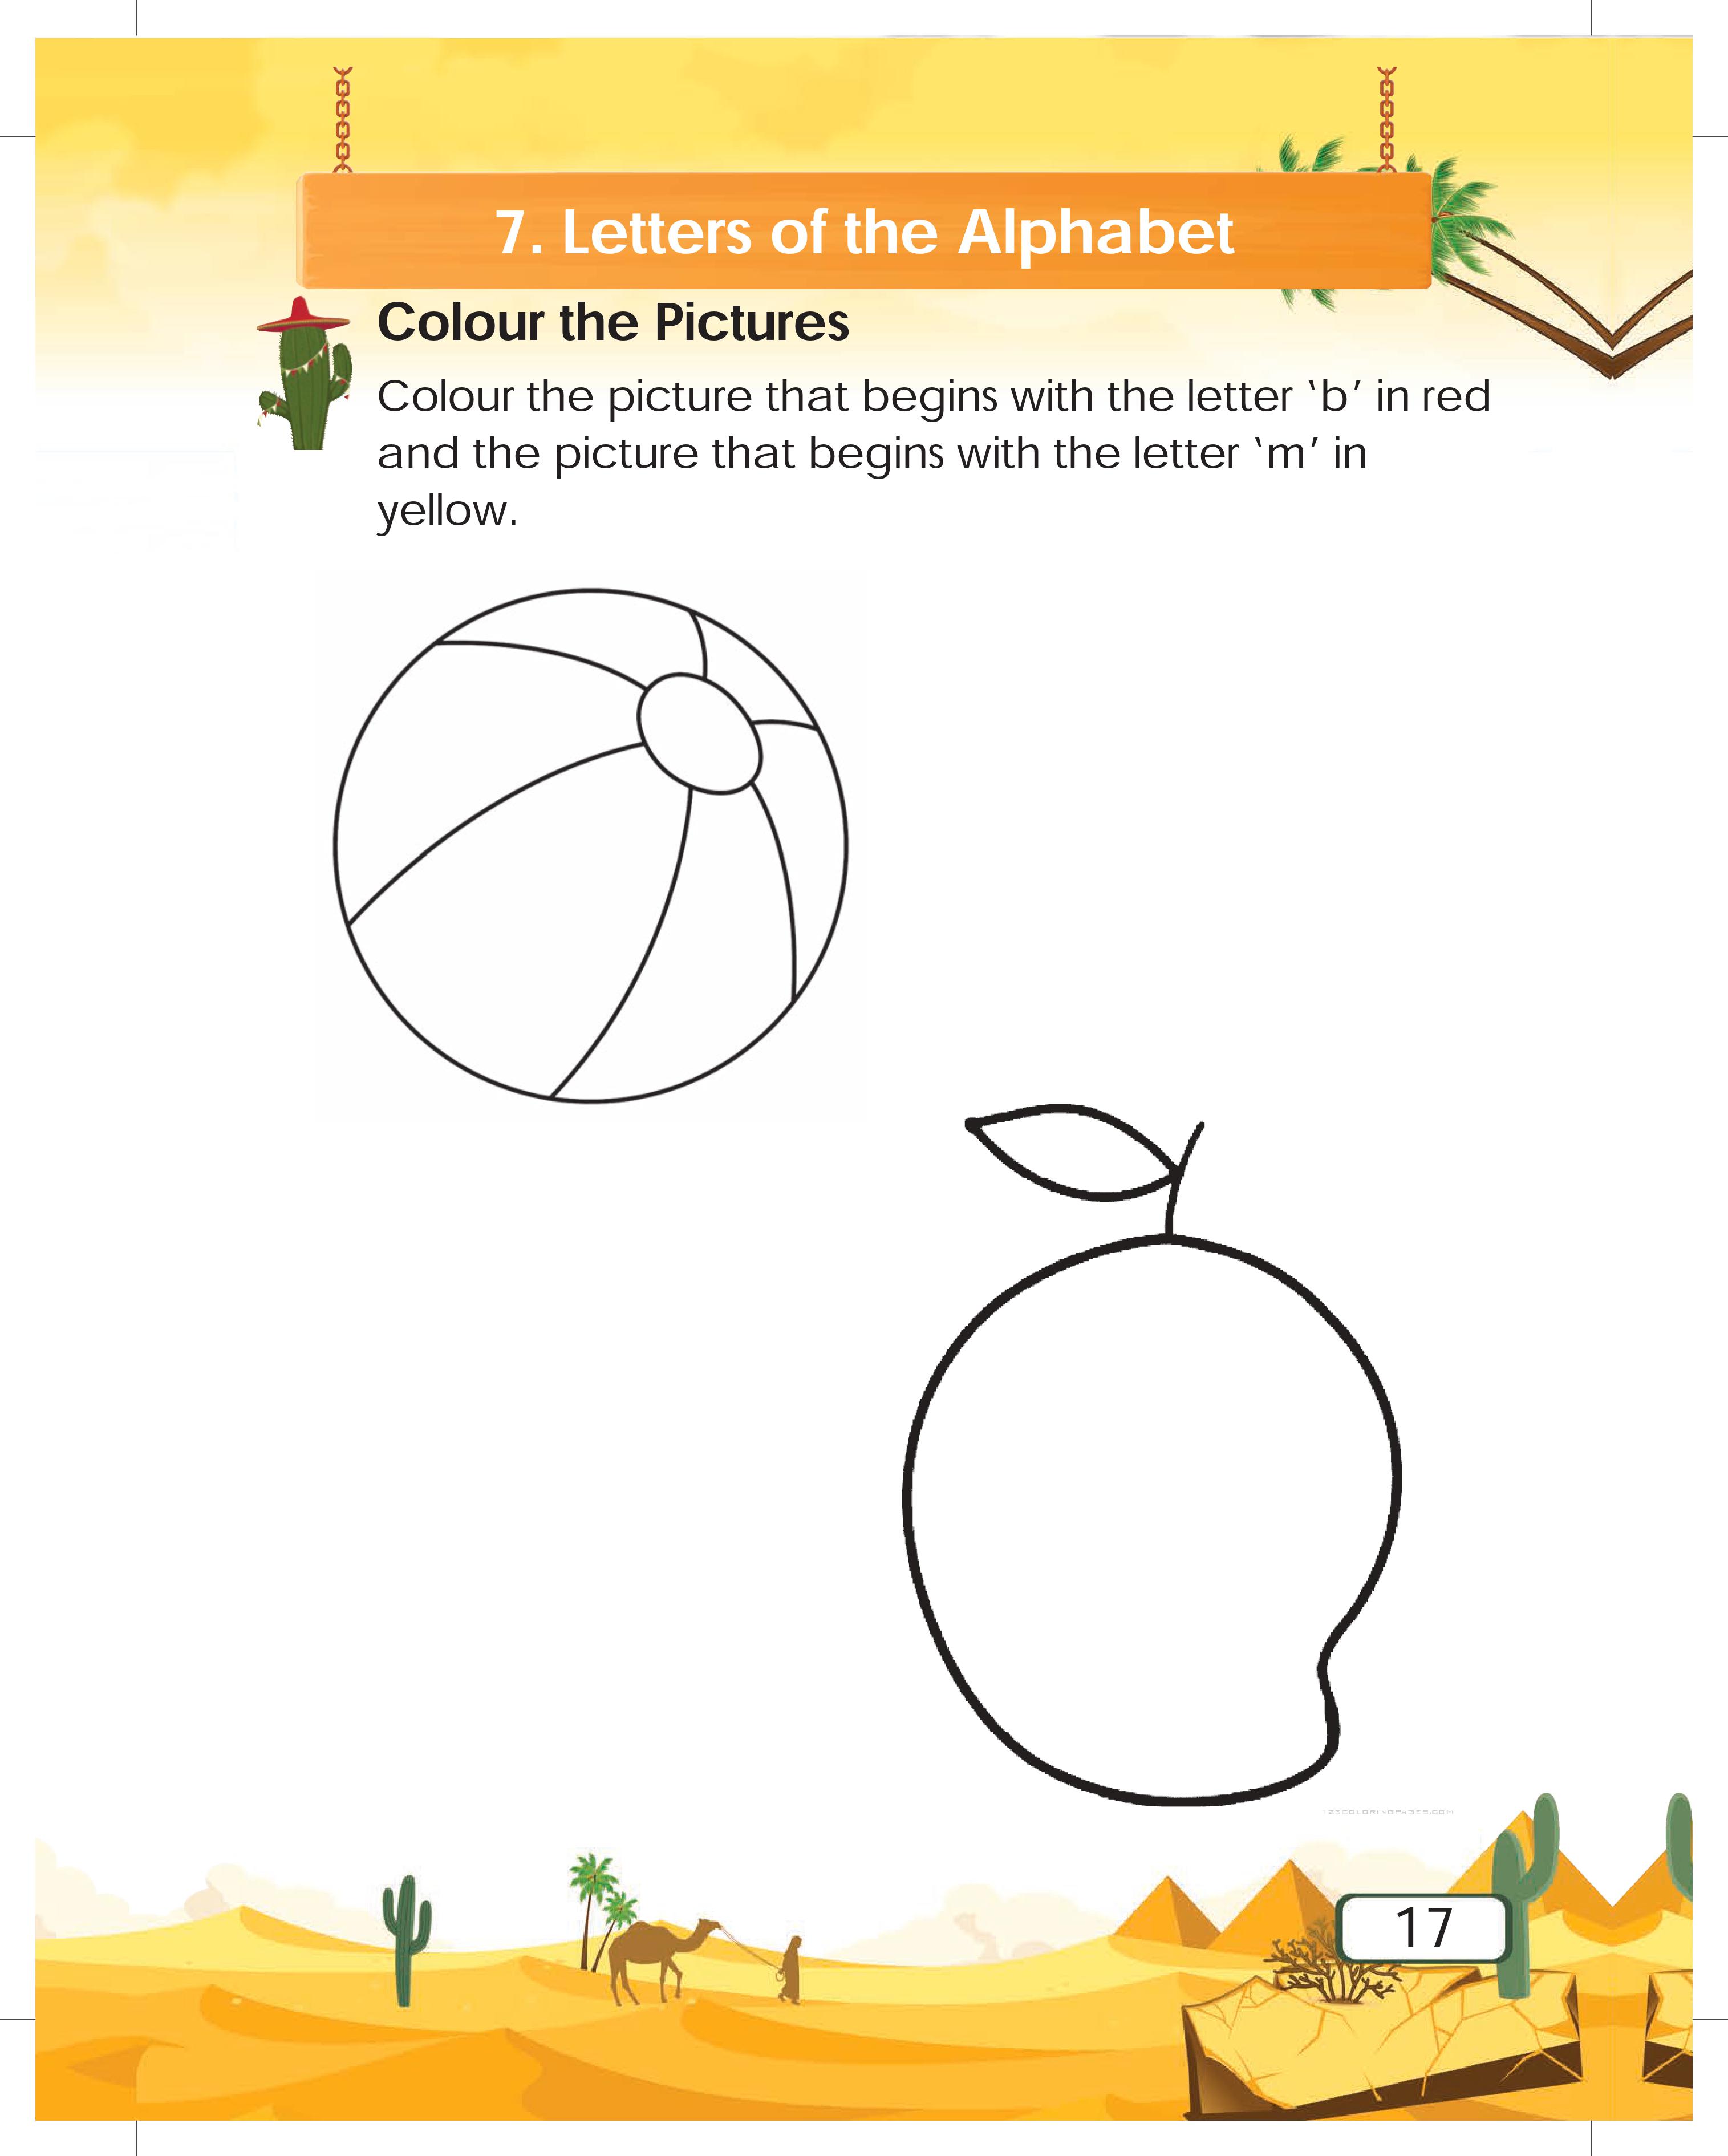 7. Letters of the Alphabet
Colour the Pictures
Colour the picture that begins with the letter ‘b’ in red
and the picture that begins with the letter ‘m’ in
yellow.
17